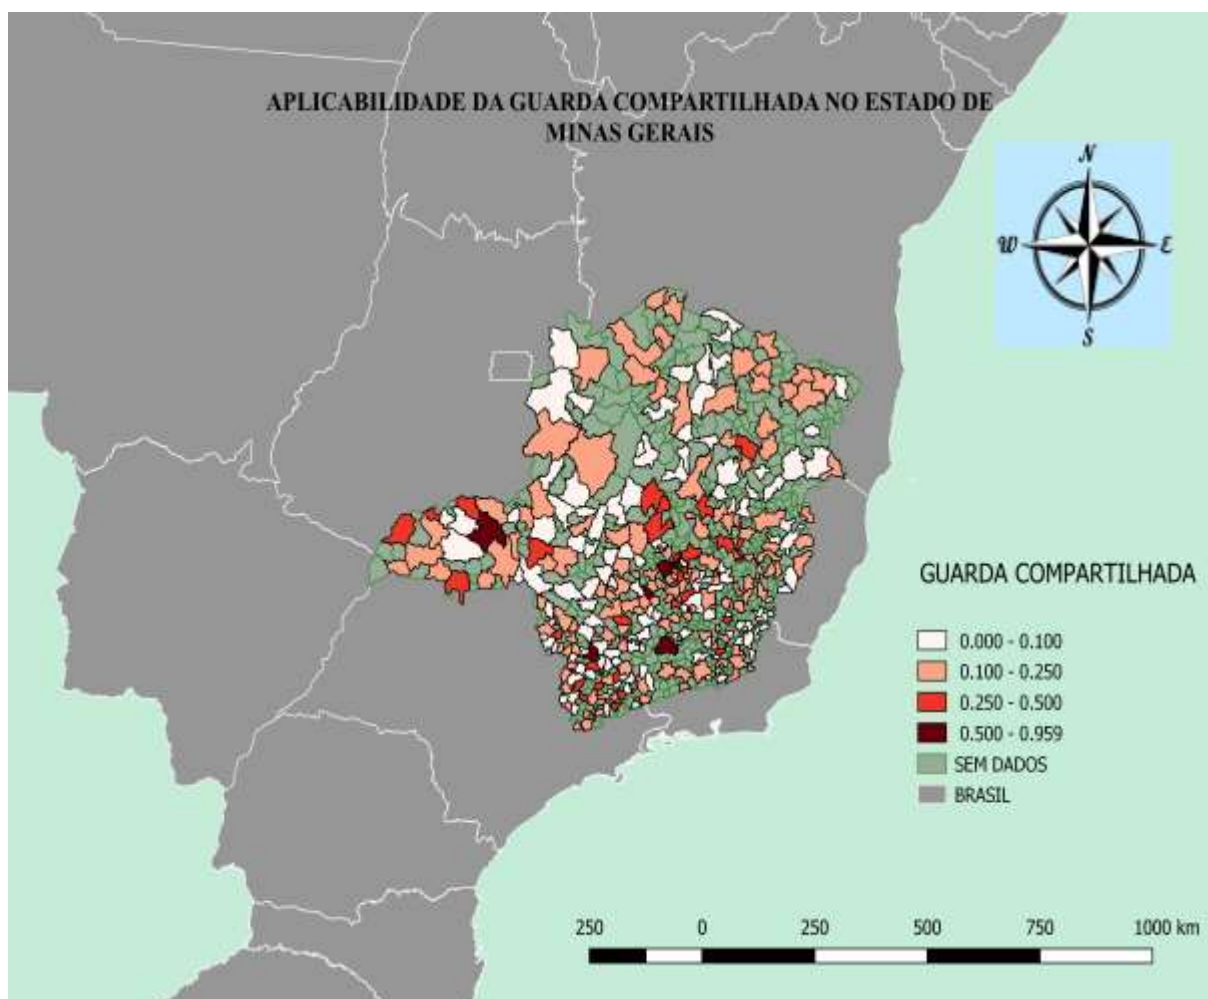 APLICABILIDADE DA GUARDA COMPARTILHADA NO ESTADO DE
MINAS GERAIS
N
W
E
S
GUARDA COMPARTILHADA
0.000 - 0.100
0.100 - 0.250
0.250 - 0.500
0.500 - 0.959
SEM DADOS
BRASIL
250 0 250 500 750 1000 km